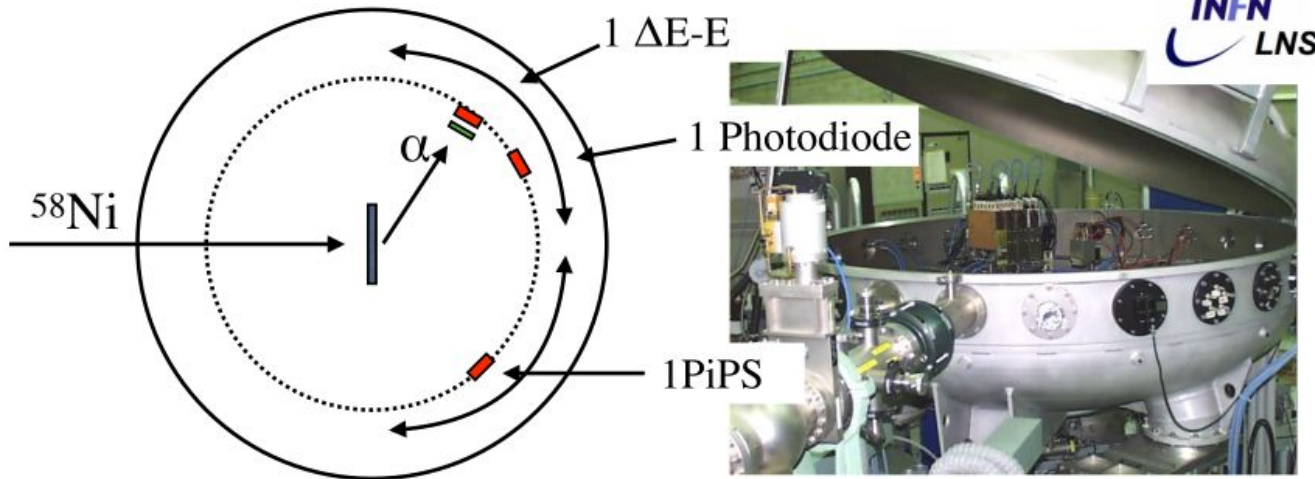 1 ΔE-E
INFN
LNS
1 Photodiode
α
⁵⁸Ni
1PiPS